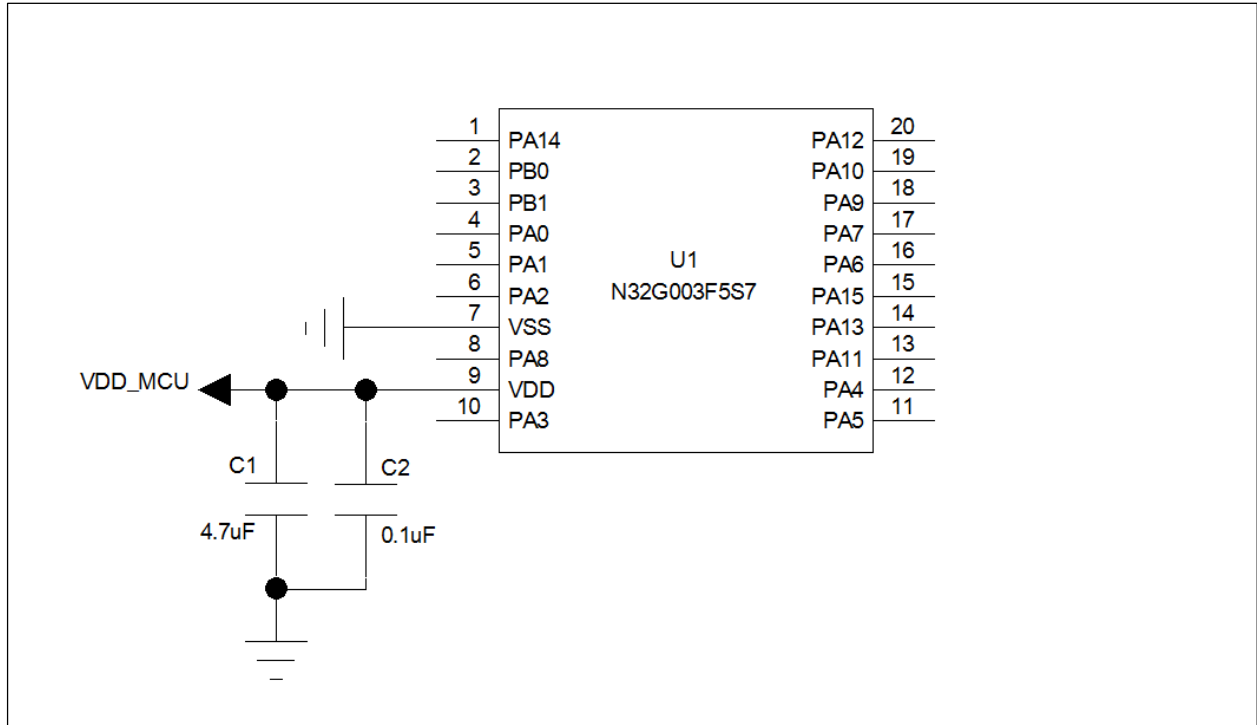 1 PA14 PA12 20
2 PB0 PA10 19
3 PB1 PA9 18
4 PA0 PA7 17
5 PA1 U1 PA6 16
6 PA2 N32G003F5S7 PA15 15
7 VSS PA13 14
8 PA8 PA11 13
VDD_MCU 9 VDD PA4 12
10 PA3 PA5 11
C1 C2
4.7uF 0.1uF